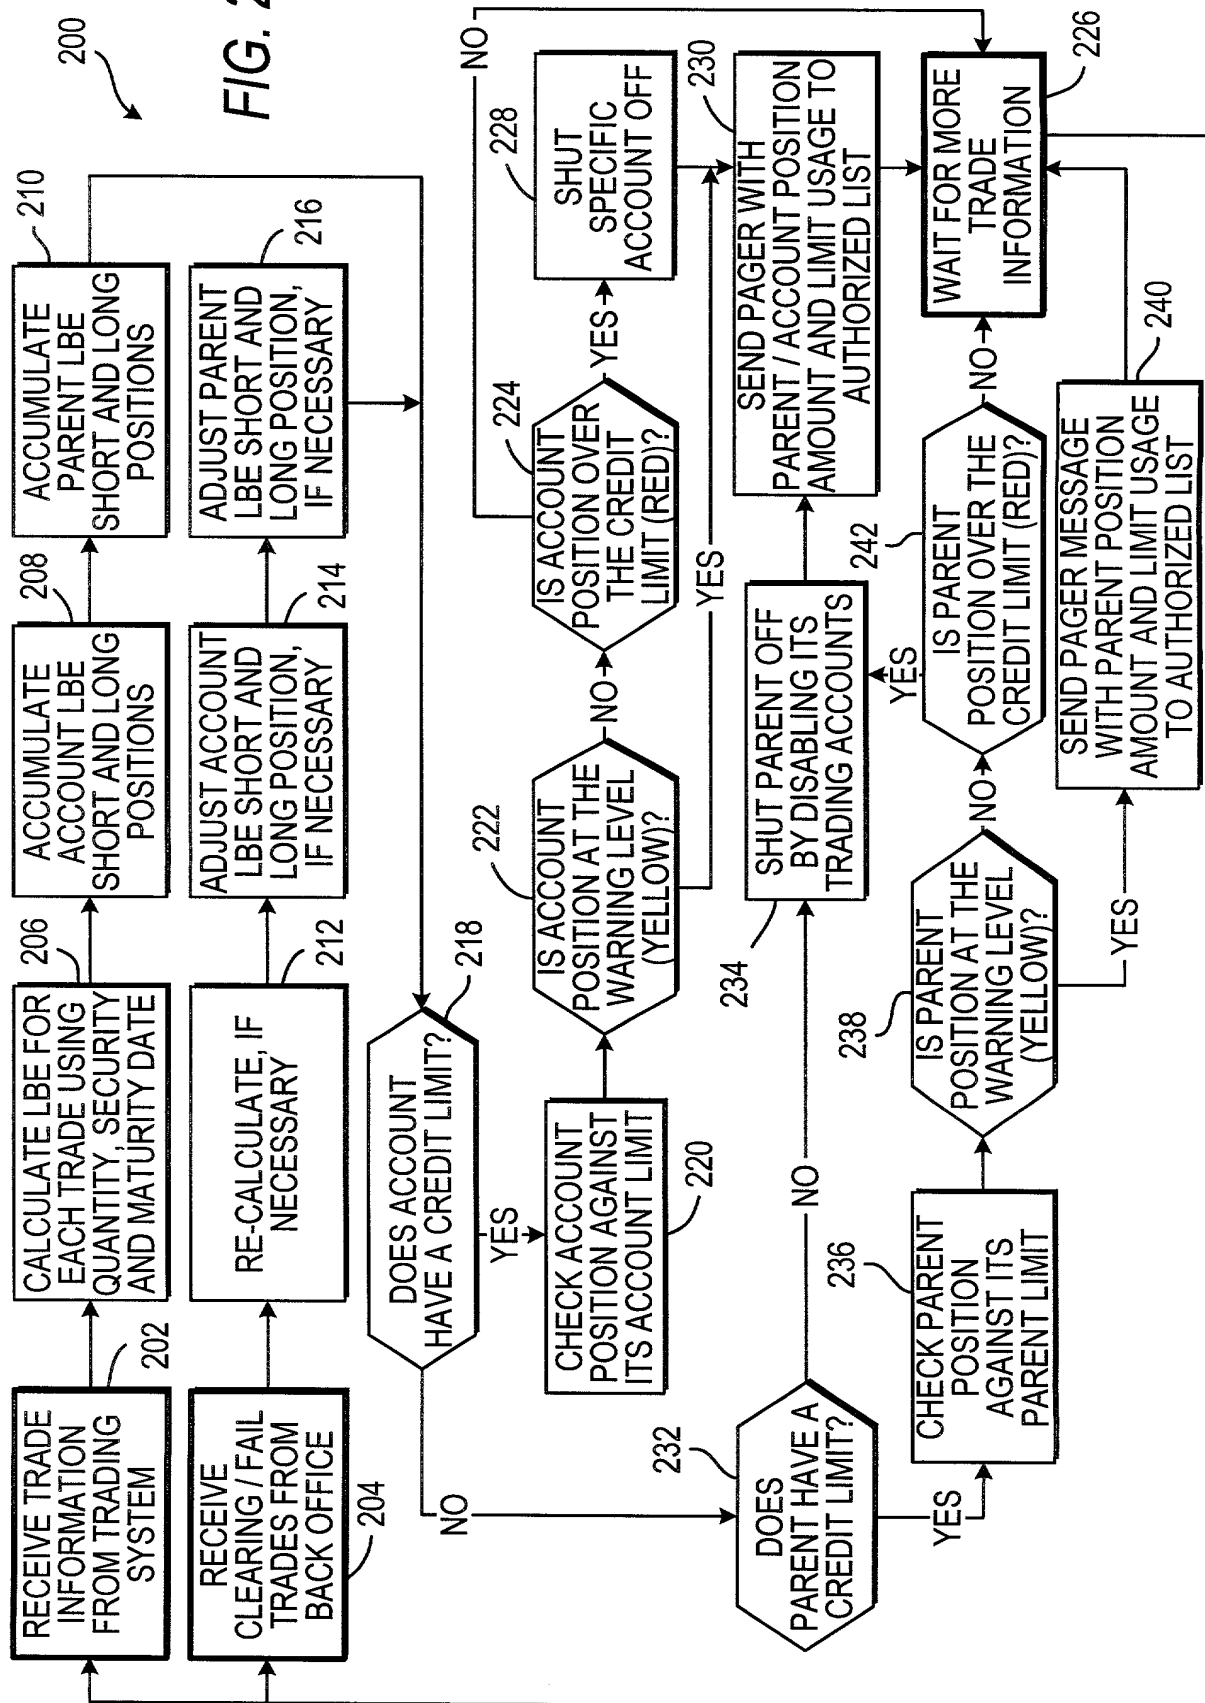 200
FIG. 2
RECEIVE TRADE
INFORMATION
FROM TRADING
SYSTEM
202
CALCULATE LBE FOR
EACH TRADE USING
QUANTITY, SECURITY
AND MATURITY DATE
206
ACCUMULATE
ACCOUNT LBE
SHORT AND LONG
POSITIONS
208
ACCUMULATE
PARENT LBE
SHORT AND LONG
POSITIONS
210
RECEIVE
CLEARING / FAIL
TRADES FROM
BACK OFFICE
204
RE-CALCULATE, IF
NECESSARY
212
ADJUST ACCOUNT
LBE SHORT AND
LONG POSITION,
IF NECESSARY
214
ADJUST PARENT
LBE SHORT AND
LONG POSITION,
IF NECESSARY
216
DOES ACCOUNT
HAVE A CREDIT LIMIT?
218
NO
YES
CHECK ACCOUNT
POSITION AGAINST
ITS ACCOUNT LIMIT
220
IS ACCOUNT
POSITION AT THE
WARNING LEVEL
(YELLOW)?
222
NO
YES
IS ACCOUNT
POSITION OVER
THE CREDIT
LIMIT (RED)?
224
NO
YES
SHUT
SPECIFIC
ACCOUNT OFF
228
DOES
PARENT HAVE A
CREDIT LIMIT?
232
NO
YES
SHUT PARENT OFF
BY DISABLING ITS
TRADING ACCOUNTS
234
SEND PAGER WITH
PARENT / ACCOUNT POSITION
AMOUNT AND LIMIT USAGE TO
AUTHORIZED LIST
230
CHECK PARENT
POSITION
AGAINST ITS
PARENT LIMIT
236
IS PARENT
POSITION AT THE
WARNING LEVEL
(YELLOW)?
238
NO
YES
IS PARENT
POSITION OVER THE
CREDIT LIMIT (RED)?
242
YES
NO
WAIT FOR MORE
TRADE
INFORMATION
226
SEND PAGER MESSAGE
WITH PARENT POSITION
AMOUNT AND LIMIT USAGE
TO AUTHORIZED LIST
240